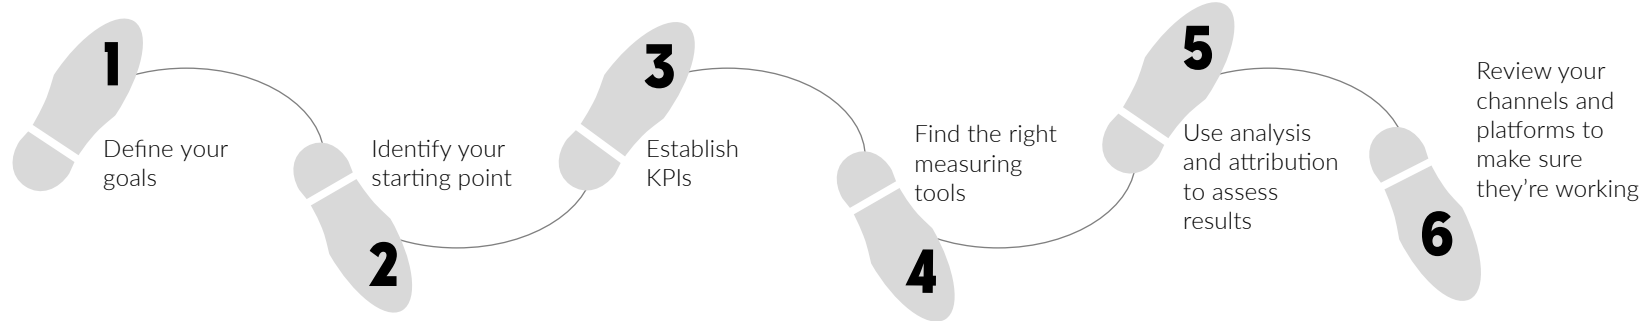 1
Define your
goals
2
Identify your
starting point
3
Establish
KPIs
4
Find the right
measuring
tools
5
Use analysis
and attribution
to assess
results
6
Review your
channels and
platforms to
make sure
they’re working